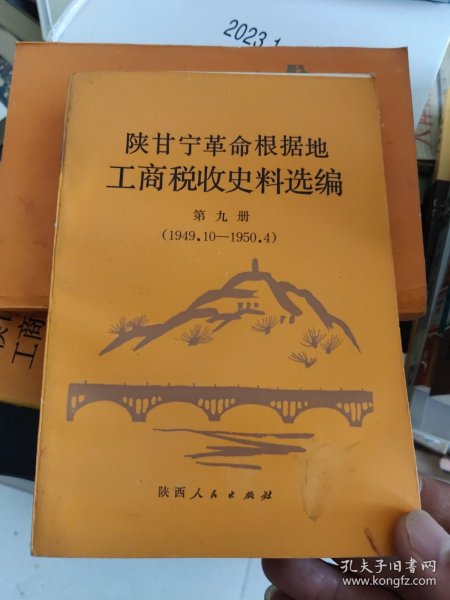 2023.1
陕甘宁革命根据地
工商税收史料选编
第九册
(1949.10—1950.4)
工商
陕西人民出版社
孔夫子旧书网
www.kongfz.com